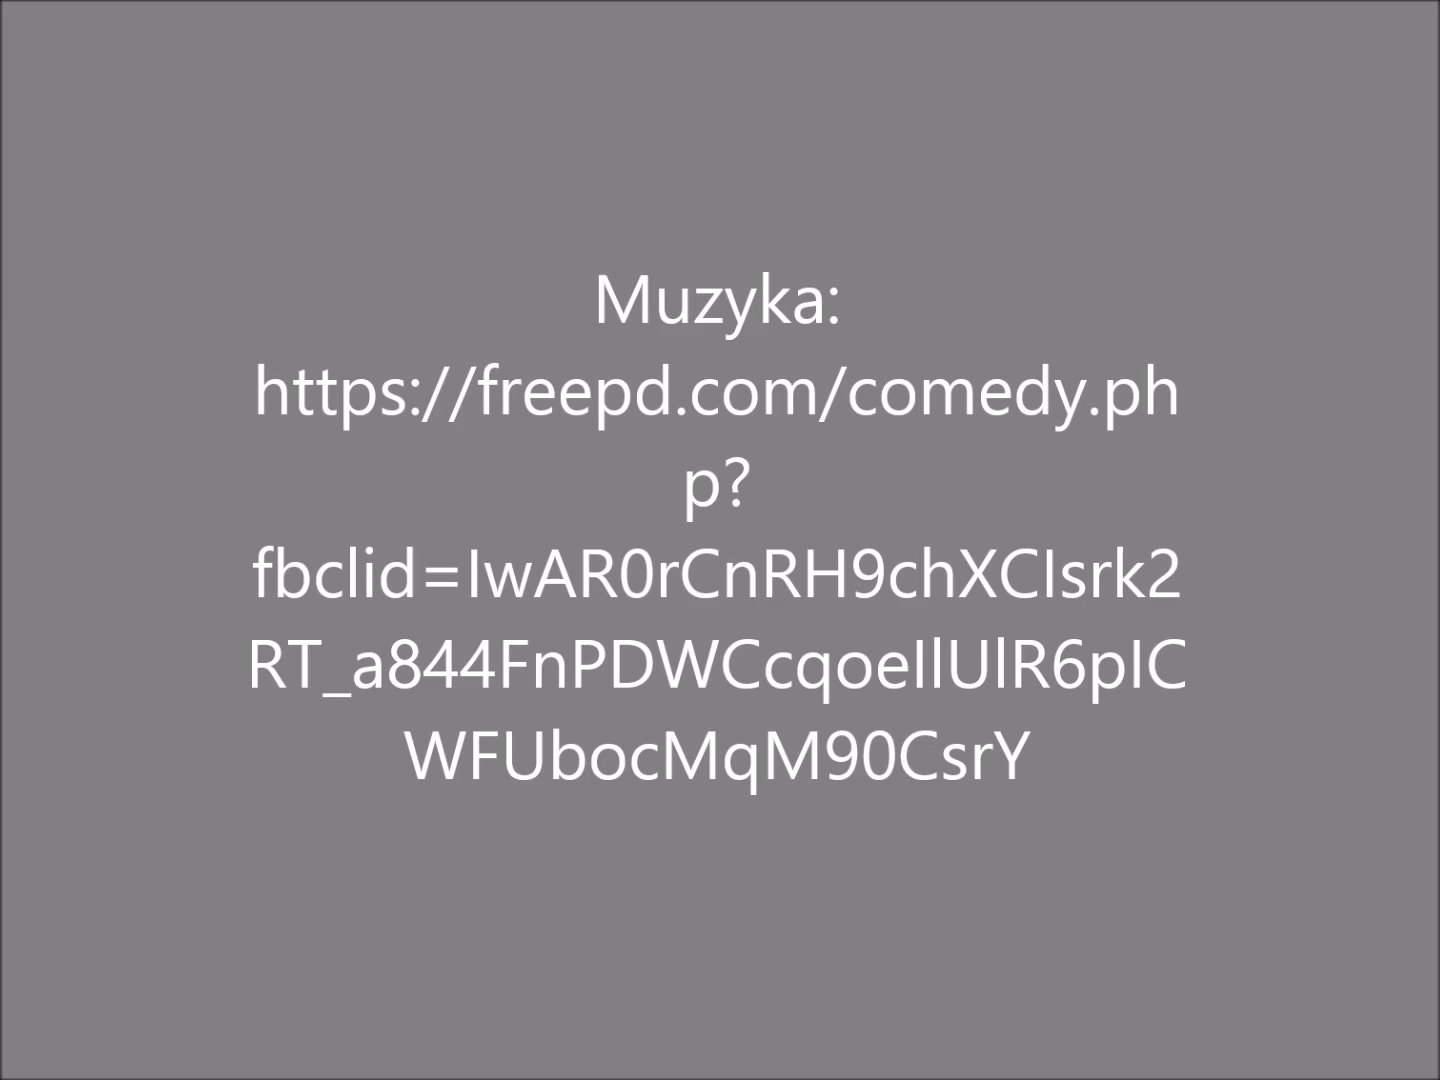 Muzyka:
https://freepd.com/comedy.ph
p?
fbclid=IwAR0rCnRH9chXCIsrk2
RT_a844FnPDWCcqoeIlUlR6pIC
WFUbocMqM90CsrY